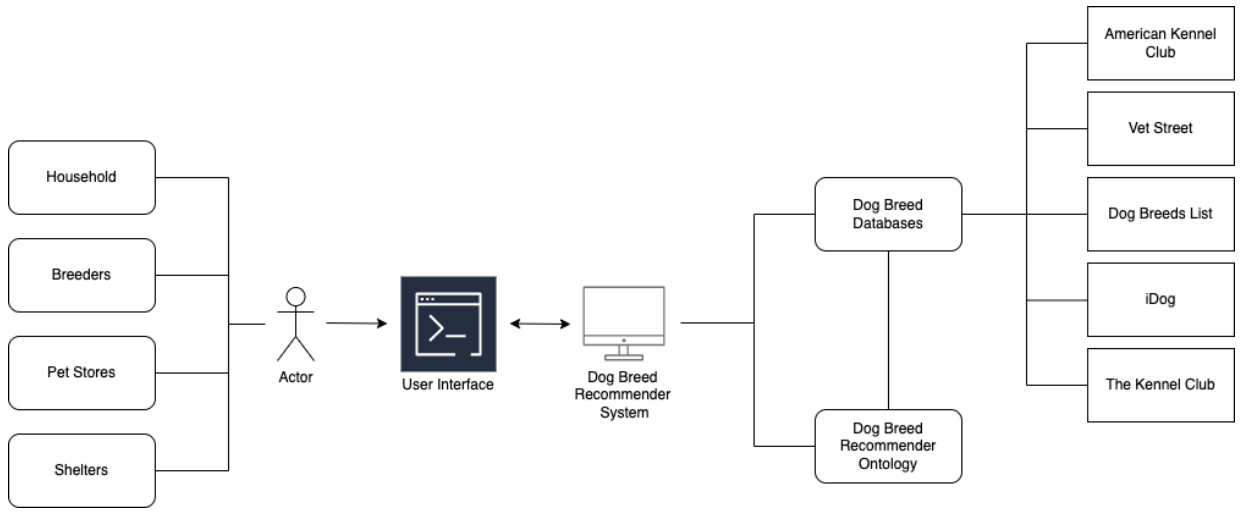 Household
Breeders
Pet Stores
Shelters
Actor
User Interface
Dog Breed
Recommender
System
Dog Breed
Databases
Dog Breed
Recommender
Ontology
American Kennel
Club
Vet Street
Dog Breeds List
iDog
The Kennel Club